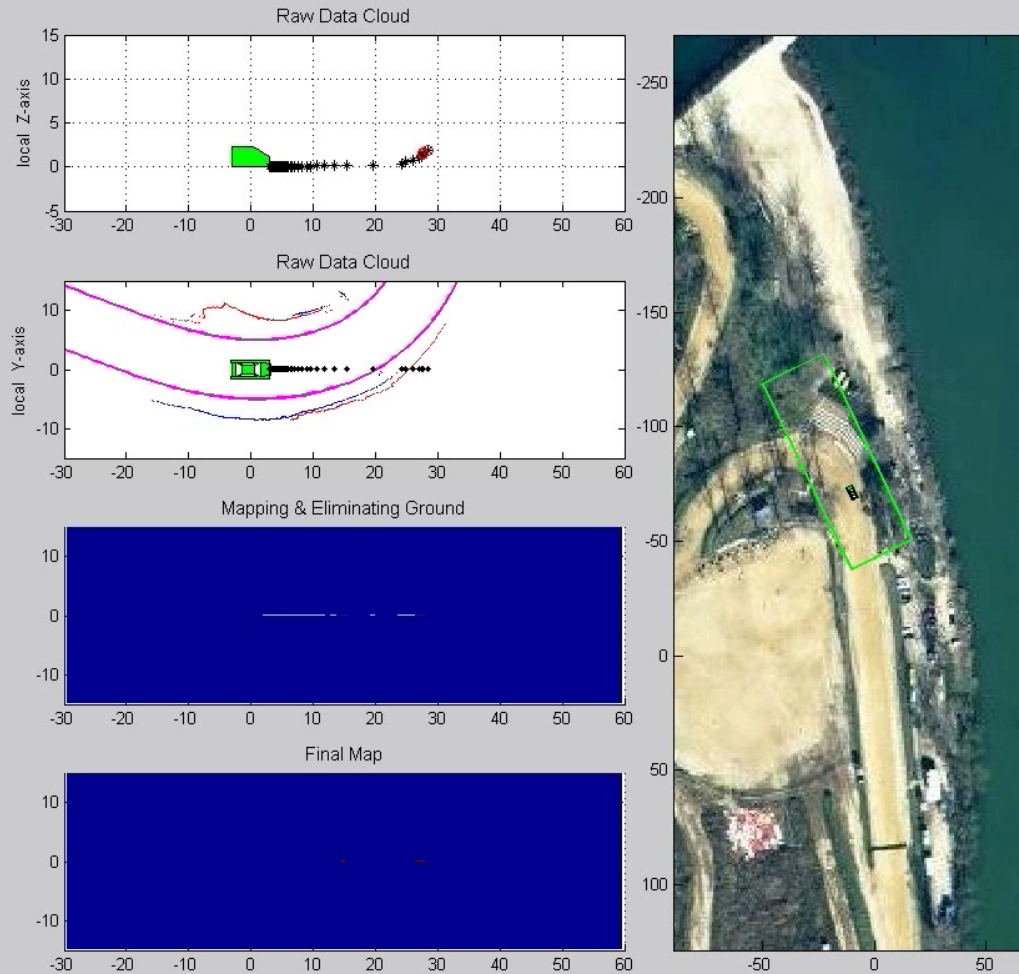 Raw Data Cloud
15
10
5
0
-5
local Z-axis
-30 -20 -10 0 10 20 30 40 50 60
Raw Data Cloud
10
0
-10
local Y-axis
-30 -20 -10 0 10 20 30 40 50 60
Mapping & Eliminating Ground
10
0
-10
-30 -20 -10 0 10 20 30 40 50 60
Final Map
10
0
-10
-30 -20 -10 0 10 20 30 40 50 60
-250
-200
-150
-100
-50
0
50
100
-50 0 50